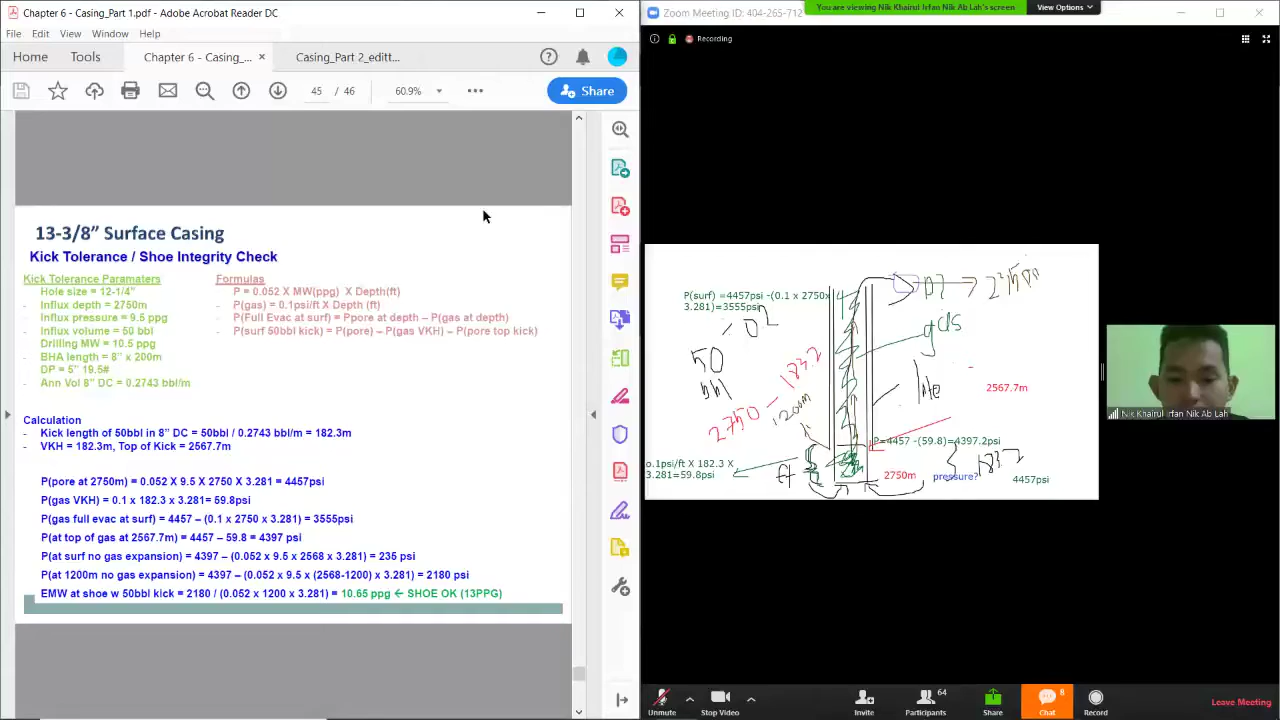 Chapter 6 - Casing_Part 1.pdf - Adobe Acrobat Reader DC
File Edit View Window Help
Home Tools Chapter 6 - Casing_... × Casing_Part 2_editt...
45 / 46 60.9% Share
13-3/8” Surface Casing
Kick Tolerance / Shoe Integrity Check
Kick Tolerance Paramaters
- Hole size = 12-1/4”
- Influx depth = 2750m
- Influx pressure = 9.5 ppg
- Influx volume = 50 bbl
- Drilling MW = 10.5 ppg
- BHA length = 8” x 200m
- DP = 5” 19.5#
- Ann Vol 8” DC = 0.2743 bbl/m
Formulas
- P = 0.052 X MW(ppg) X Depth(ft)
- P(gas) = 0.1psi/ft X Depth (ft)
- P(Full Evac at surf) = Ppore at depth – P(gas at depth)
- P(surf 50bbl kick) = P(pore) – P(gas VKH) – P(pore top kick)
Calculation
- Kick length of 50bbl in 8” DC = 50bbl / 0.2743 bbl/m = 182.3m
- VKH = 182.3m, Top of Kick = 2567.7m
P(pore at 2750m) = 0.052 X 9.5 X 2750 X 3.281 = 4457psi
P(gas VKH) = 0.1 x 182.3 x 3.281= 59.8psi
P(gas full evac at surf) = 4457 – (0.1 x 2750 x 3.281) = 3555psi
P(at top of gas at 2567.7m) = 4457 – 59.8 = 4397 psi
P(at surf no gas expansion) = 4397 – (0.052 x 9.5 x 2568 x 3.281) = 235 psi
P(at 1200m no gas expansion) = 4397 – (0.052 x 9.5 x (2568-1200) x 3.281) = 2180 psi
EMW at shoe w 50bbl kick = 2180 / (0.052 x 1200 x 3.281) = 10.65 ppg ← SHOE OK (13PPG)
Zoom Meeting ID: 404-265-712
You are viewing Nik Khairul Irfan Nik Ab Lah's screen View Options
Recording
P(surf) =4457psi -(0.1 x 2750x
3.281)=3555psi
P?
gas
50
bbl
2750 - 183.2
1200m
2567.7m
P=4457 -(59.8)=4397.2psi
o.1psi/ft X 182.3 X
3.281=59.8psi
ft
2750m
pressure?
183.2
4457psi
Nik Khairul Irfan Nik Ab Lah
Unmute Stop Video Invite Participants 64 Share Chat 8 Record Leave Meeting